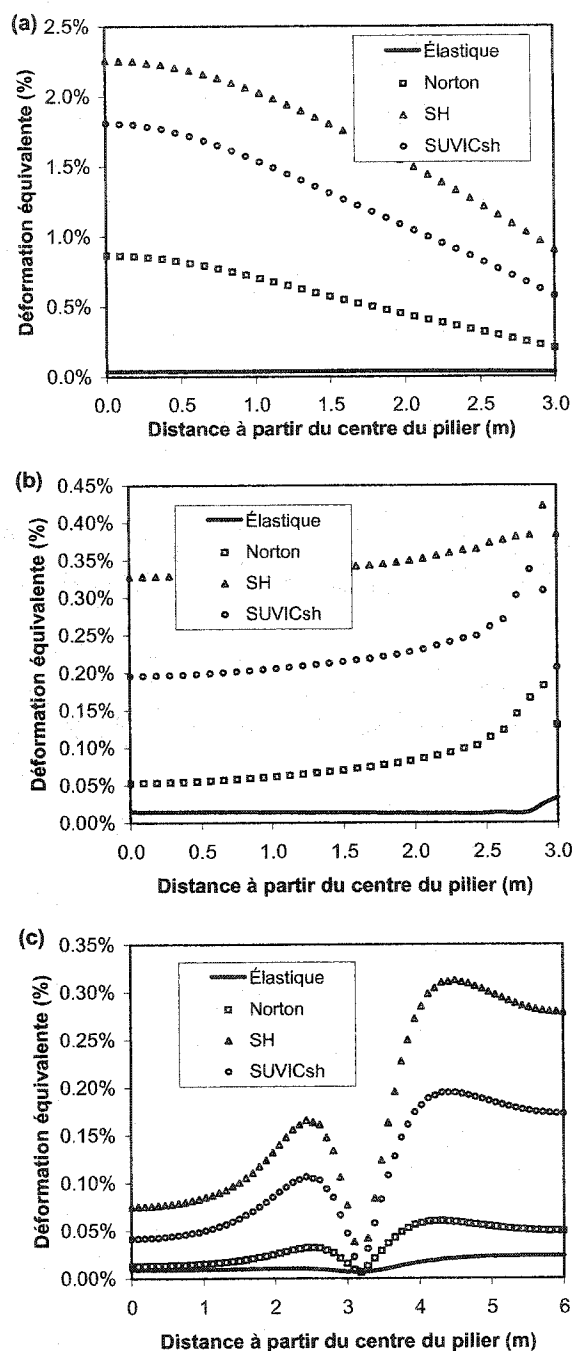 (a)
2.5%
2.0%
1.5%
1.0%
0.5%
0.0%
Déformation équivalente (%)
Élastique
Norton
SH
SUVICsh
0.0 0.5 1.0 1.5 2.0 2.5 3.0
Distance à partir du centre du pilier (m)
(b)
0.45%
0.40%
0.35%
0.30%
0.25%
0.20%
0.15%
0.10%
0.05%
0.00%
Déformation équivalente (%)
Élastique
Norton
SH
SUVICsh
0.0 0.5 1.0 1.5 2.0 2.5 3.0
Distance à partir du centre du pilier (m)
(c)
0.35%
0.30%
0.25%
0.20%
0.15%
0.10%
0.05%
0.00%
Déformation équivalente (%)
Élastique
Norton
SH
SUVICsh
0 1 2 3 4 5 6
Distance à partir du centre du pilier (m)